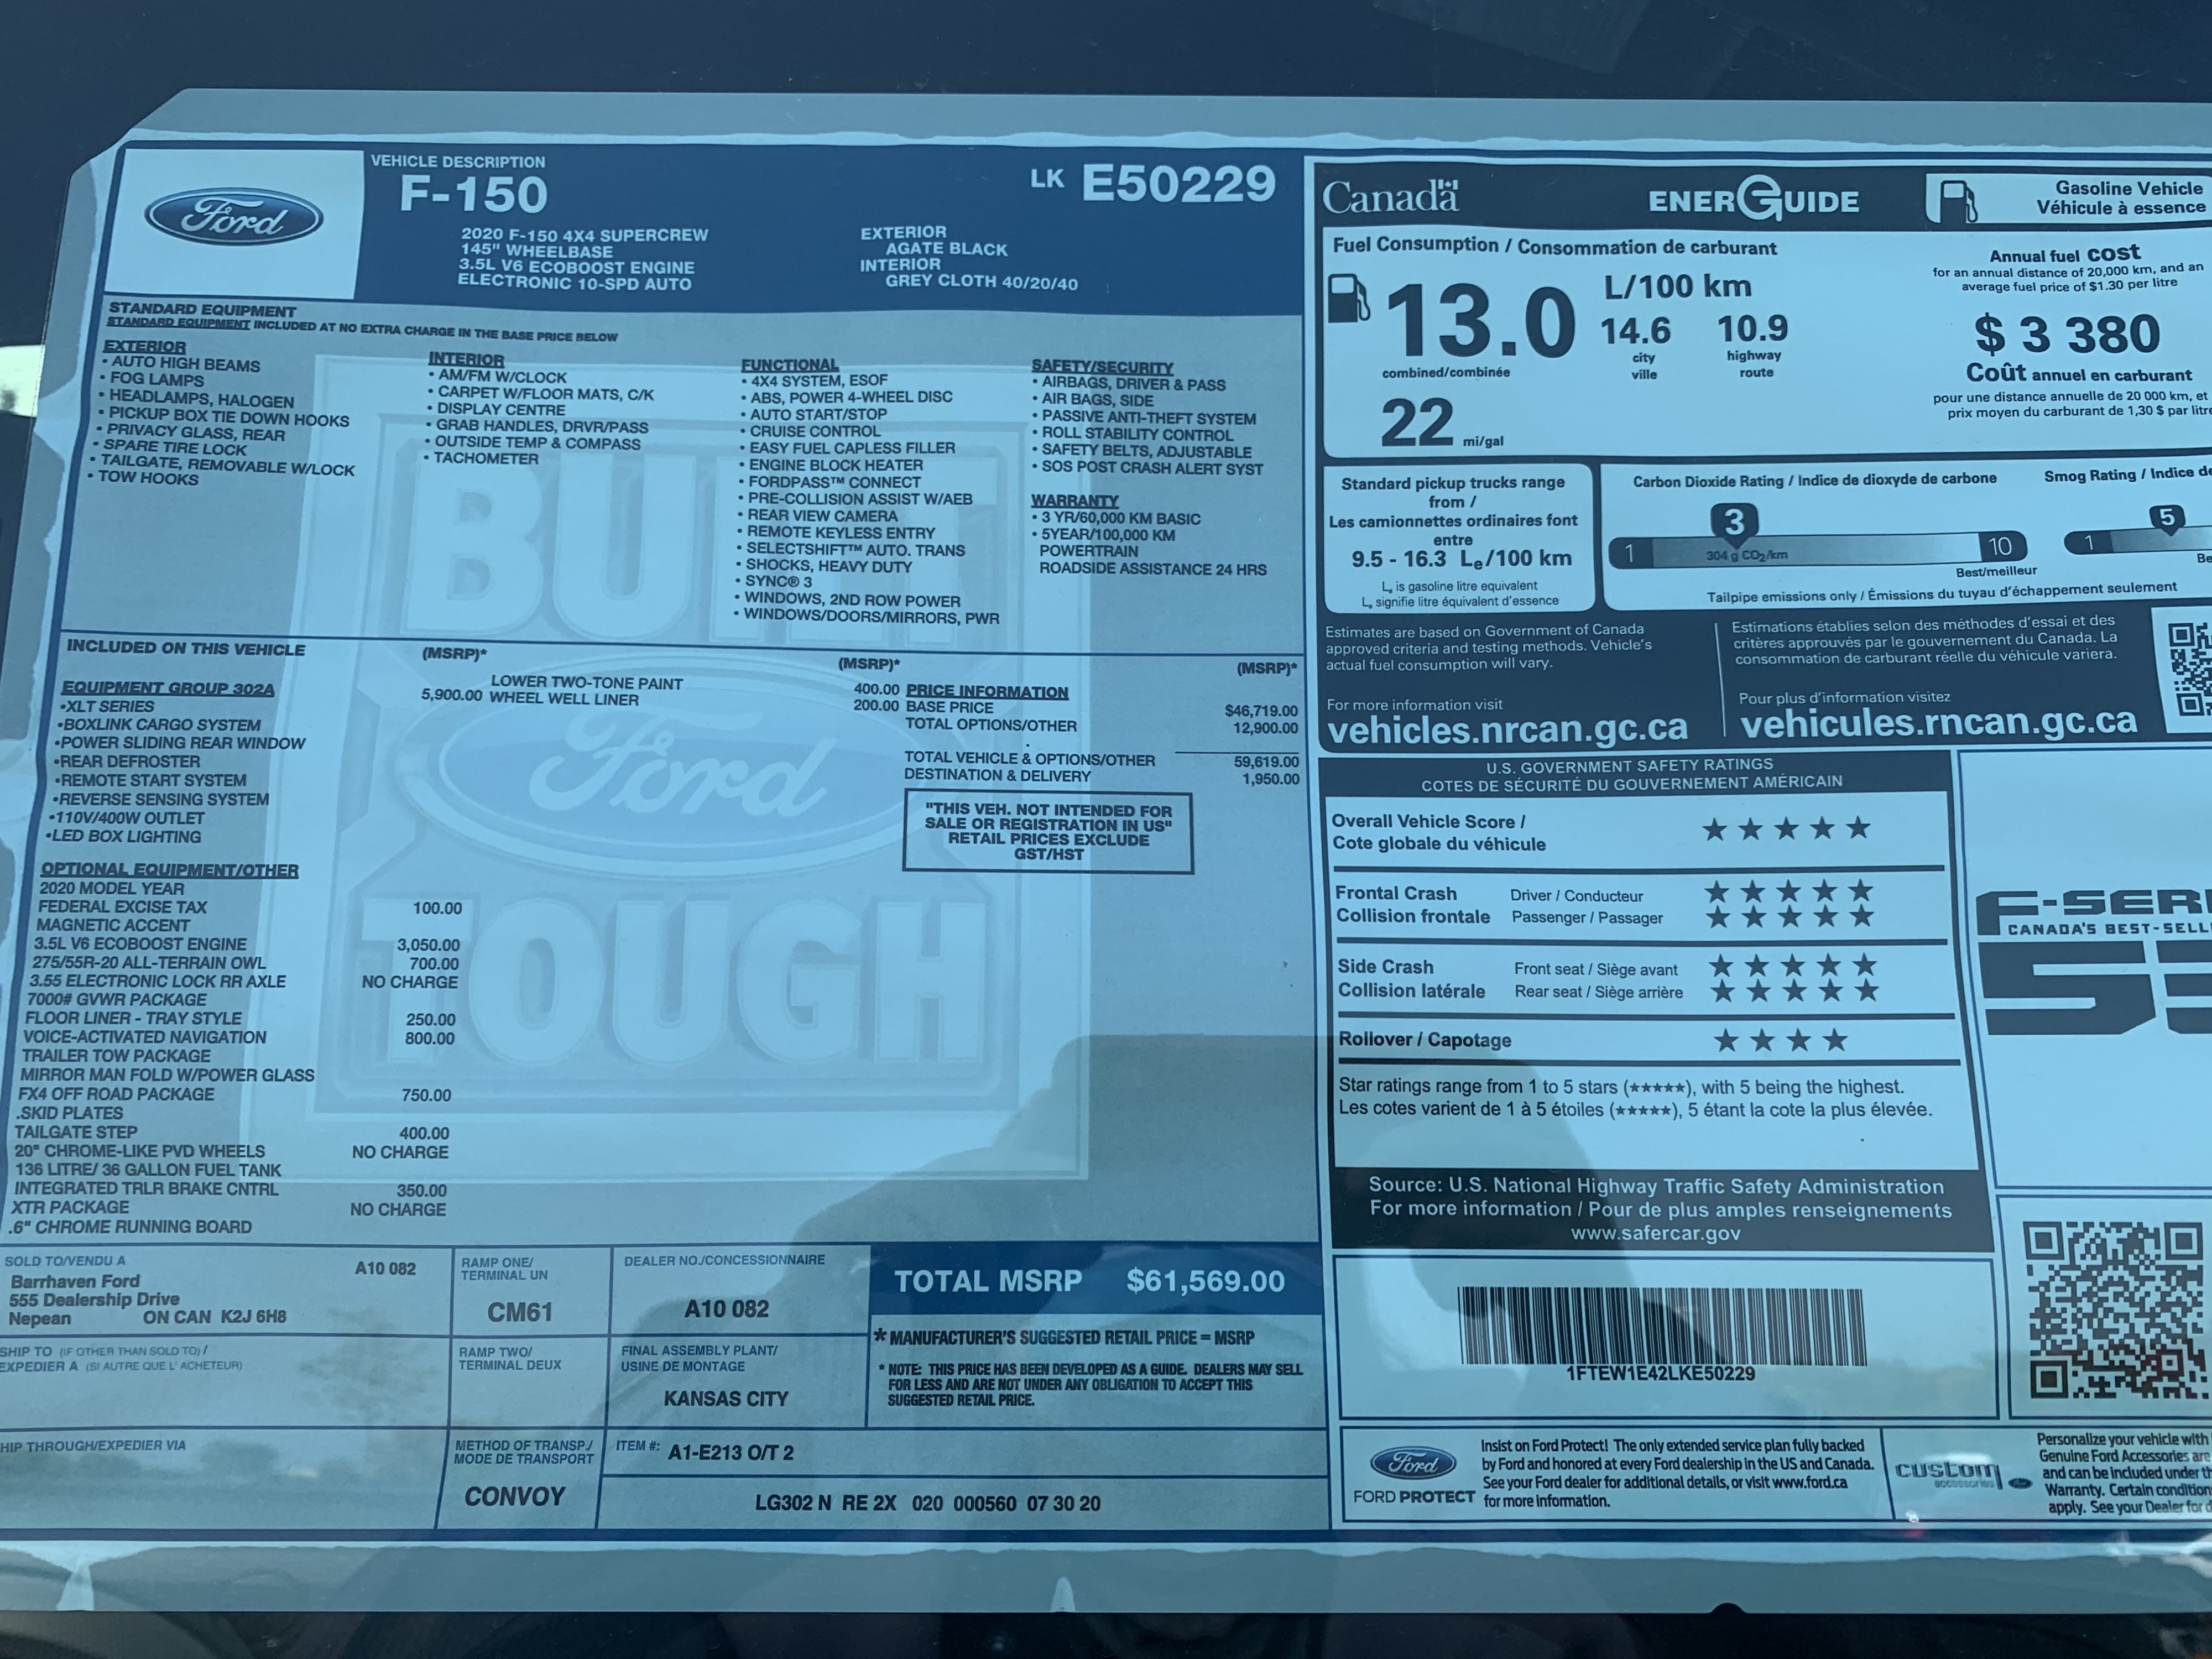 Ford
VEHICLE DESCRIPTION
F-150
LK E50229
2020 F-150 4X4 SUPERCREW
145" WHEELBASE
3.5L V6 ECOBOOST ENGINE
ELECTRONIC 10-SPD AUTO
EXTERIOR
AGATE BLACK
INTERIOR
GREY CLOTH 40/20/40
STANDARD EQUIPMENT
STANDARD EQUIPMENT INCLUDED AT NO EXTRA CHARGE IN THE BASE PRICE BELOW
EXTERIOR
• AUTO HIGH BEAMS
• FOG LAMPS
• HEADLAMPS, HALOGEN
• PICKUP BOX TIE DOWN HOOKS
• PRIVACY GLASS, REAR
• SPARE TIRE LOCK
• TAILGATE, REMOVABLE W/LOCK
• TOW HOOKS
INTERIOR
• AM/FM W/CLOCK
• CARPET W/FLOOR MATS, C/K
• DISPLAY CENTRE
• GRAB HANDLES, DRVR/PASS
• OUTSIDE TEMP & COMPASS
• TACHOMETER
FUNCTIONAL
• 4X4 SYSTEM, ESOF
• ABS, POWER 4-WHEEL DISC
• AUTO START/STOP
• CRUISE CONTROL
• EASY FUEL CAPLESS FILLER
• ENGINE BLOCK HEATER
• FORDPASS™ CONNECT
• PRE-COLLISION ASSIST W/AEB
• REAR VIEW CAMERA
• REMOTE KEYLESS ENTRY
• SELECTSHIFT™ AUTO. TRANS
• SHOCKS, HEAVY DUTY
• SYNC® 3
• WINDOWS, 2ND ROW POWER
• WINDOWS/DOORS/MIRRORS, PWR
SAFETY/SECURITY
• AIRBAGS, DRIVER & PASS
• AIR BAGS, SIDE
• PASSIVE ANTI-THEFT SYSTEM
• ROLL STABILITY CONTROL
• SAFETY BELTS, ADJUSTABLE
• SOS POST CRASH ALERT SYST
WARRANTY
• 3 YR/60,000 KM BASIC
• 5YEAR/100,000 KM
POWERTRAIN
ROADSIDE ASSISTANCE 24 HRS
BUILT
Ford
TOUGH
INCLUDED ON THIS VEHICLE (MSRP)*
EQUIPMENT GROUP 302A 5,900.00
•XLT SERIES
•BOXLINK CARGO SYSTEM
•POWER SLIDING REAR WINDOW
•REAR DEFROSTER
•REMOTE START SYSTEM
•REVERSE SENSING SYSTEM
•110V/400W OUTLET
•LED BOX LIGHTING
OPTIONAL EQUIPMENT/OTHER
2020 MODEL YEAR
FEDERAL EXCISE TAX 100.00
MAGNETIC ACCENT
3.5L V6 ECOBOOST ENGINE 3,050.00
275/55R-20 ALL-TERRAIN OWL 700.00
3.55 ELECTRONIC LOCK RR AXLE NO CHARGE
7000# GVWR PACKAGE
FLOOR LINER - TRAY STYLE 250.00
VOICE-ACTIVATED NAVIGATION 800.00
TRAILER TOW PACKAGE
MIRROR MAN FOLD W/POWER GLASS
FX4 OFF ROAD PACKAGE 750.00
.SKID PLATES
TAILGATE STEP 400.00
20" CHROME-LIKE PVD WHEELS NO CHARGE
136 LITRE/ 36 GALLON FUEL TANK
INTEGRATED TRLR BRAKE CNTRL 350.00
XTR PACKAGE NO CHARGE
.6" CHROME RUNNING BOARD
(MSRP)*
LOWER TWO-TONE PAINT 400.00
WHEEL WELL LINER 200.00
(MSRP)*
PRICE INFORMATION
BASE PRICE $46,719.00
TOTAL OPTIONS/OTHER 12,900.00
TOTAL VEHICLE & OPTIONS/OTHER 59,619.00
DESTINATION & DELIVERY 1,950.00
"THIS VEH. NOT INTENDED FOR
SALE OR REGISTRATION IN US"
RETAIL PRICES EXCLUDE
GST/HST
SOLD TO/VENDU A
A10 082
Barrhaven Ford
555 Dealership Drive
Nepean ON CAN K2J 6H8
SHIP TO (IF OTHER THAN SOLD TO) /
EXPEDIER A (SI AUTRE QUE L' ACHETEUR)
HIP THROUGH/EXPEDIER VIA
RAMP ONE/
TERMINAL UN
CM61
RAMP TWO/
TERMINAL DEUX
METHOD OF TRANSP./
MODE DE TRANSPORT
CONVOY
DEALER NO./CONCESSIONNAIRE
A10 082
FINAL ASSEMBLY PLANT/
USINE DE MONTAGE
KANSAS CITY
ITEM #: A1-E213 O/T 2
LG302 N RE 2X 020 000560 07 30 20
TOTAL MSRP $61,569.00
*MANUFACTURER'S SUGGESTED RETAIL PRICE = MSRP
* NOTE: THIS PRICE HAS BEEN DEVELOPED AS A GUIDE. DEALERS MAY SELL
FOR LESS AND ARE NOT UNDER ANY OBLIGATION TO ACCEPT THIS
SUGGESTED RETAIL PRICE.
Canada
ENERGUIDE
Gasoline Vehicle
Véhicule à essence
Fuel Consumption / Consommation de carburant
13.0
combined/combinée
L/100 km
14.6 10.9
city highway
ville route
22 mi/gal
Annual fuel cost
for an annual distance of 20,000 km, and an
average fuel price of $1.30 per litre
$ 3 380
Coût annuel en carburant
pour une distance annuelle de 20 000 km, et
prix moyen du carburant de 1,30 $ par litre
Standard pickup trucks range
from /
Les camionnettes ordinaires font
entre
9.5 - 16.3 Le/100 km
Le is gasoline litre equivalent
Le signifie litre équivalent d'essence
Carbon Dioxide Rating / Indice de dioxyde de carbone
3
1 304 g CO2/km 10
Best/meilleur
Smog Rating / Indice de
5
1
Be
Tailpipe emissions only / Émissions du tuyau d'échappement seulement
Estimates are based on Government of Canada
approved criteria and testing methods. Vehicle's
actual fuel consumption will vary.
For more information visit
vehicles.nrcan.gc.ca
Estimations établies selon des méthodes d'essai et des
critères approuvés par le gouvernement du Canada. La
consommation de carburant réelle du véhicule variera.
Pour plus d'information visitez
vehicules.rncan.gc.ca
U.S. GOVERNMENT SAFETY RATINGS
COTES DE SÉCURITÉ DU GOUVERNEMENT AMÉRICAIN
Overall Vehicle Score / ★★★★★
Cote globale du véhicule
Frontal Crash Driver / Conducteur ★★★★★
Collision frontale Passenger / Passager ★★★★★
Side Crash Front seat / Siège avant ★★★★★
Collision latérale Rear seat / Siège arrière ★★★★★
Rollover / Capotage ★★★★
Star ratings range from 1 to 5 stars (★★★★★), with 5 being the highest.
Les cotes varient de 1 à 5 étoiles (★★★★★), 5 étant la cote la plus élevée.
Source: U.S. National Highway Traffic Safety Administration
For more information / Pour de plus amples renseignements
www.safercar.gov
F-SERI
CANADA'S BEST-SELL
1FTEW1E42LKE50229
Ford
FORD PROTECT
Insist on Ford Protect! The only extended service plan fully backed
by Ford and honored at every Ford dealership in the US and Canada.
See your Ford dealer for additional details, or visit www.ford.ca
for more information.
custom
accessories
Personalize your vehicle with
Genuine Ford Accessories are
and can be included under th
Warranty. Certain condition
apply. See your Dealer for d